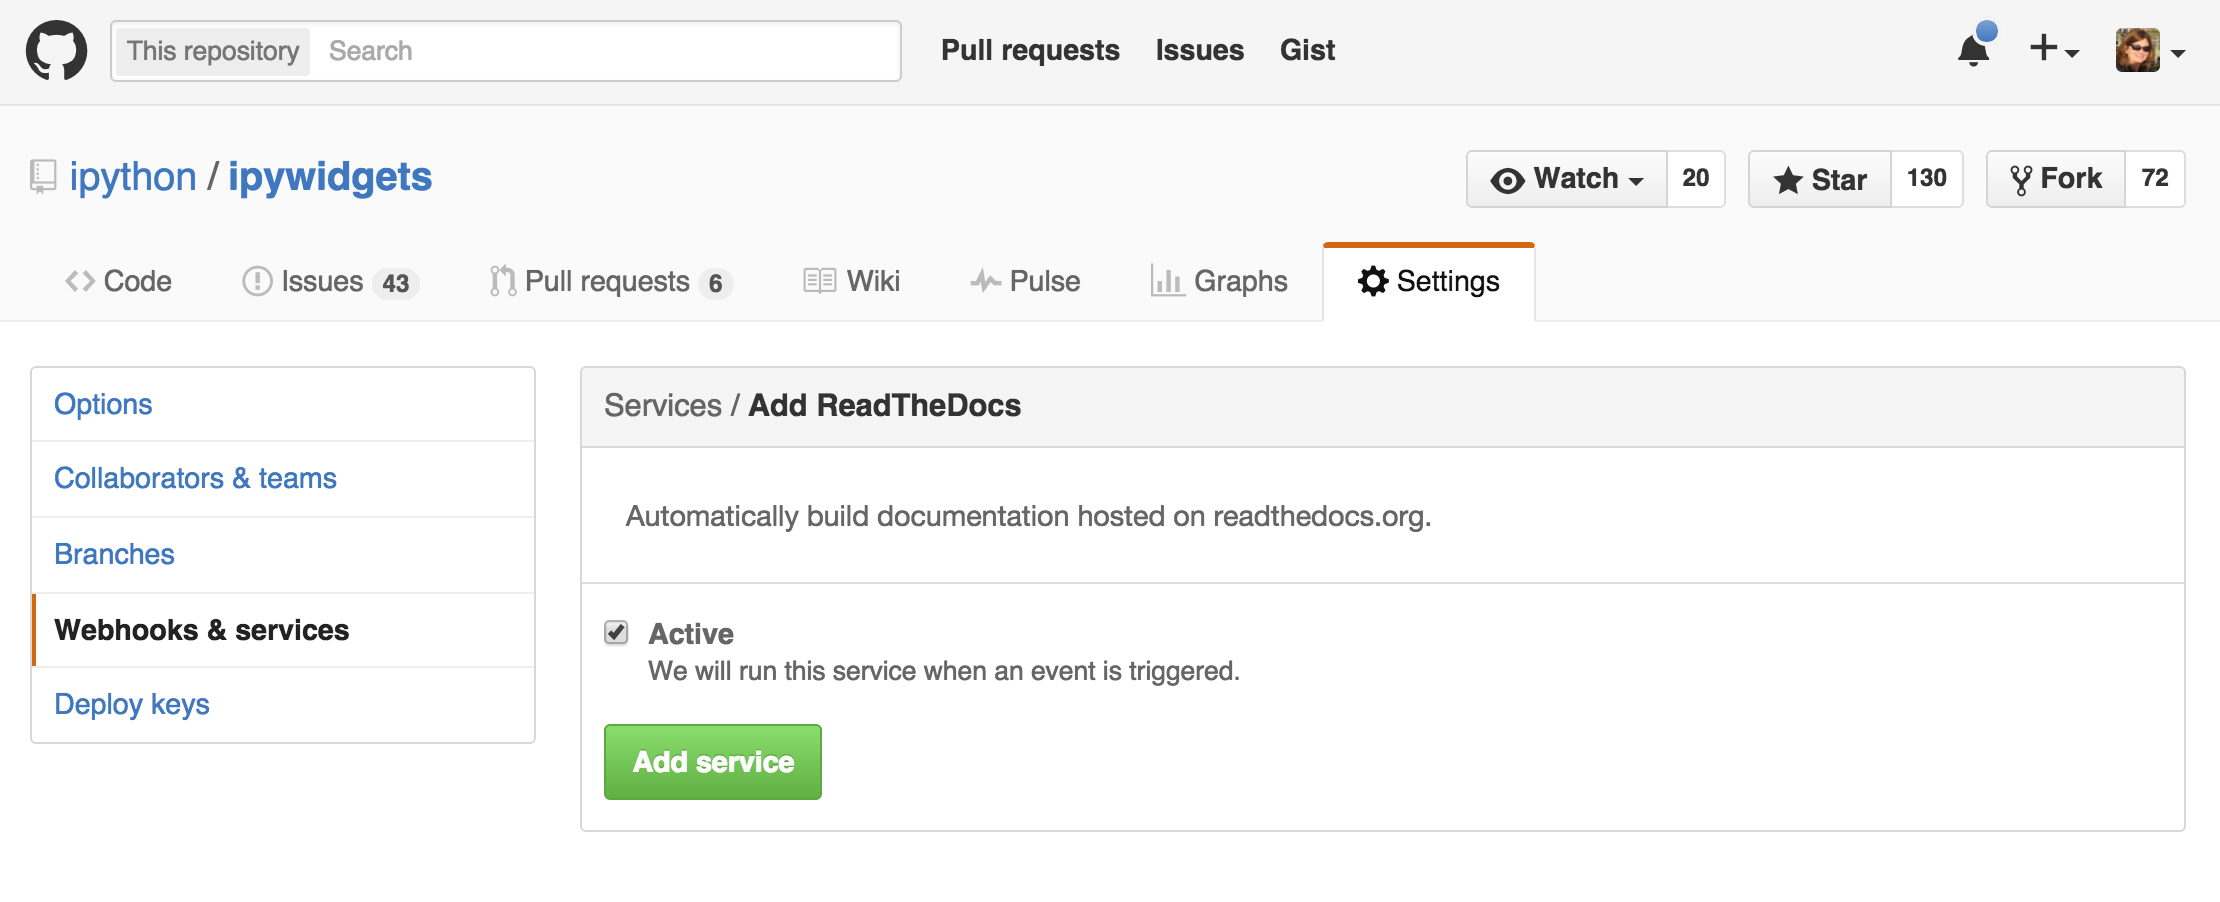 This repository Search Pull requests Issues Gist
ipython / ipywidgets Watch 20 Star 130 Fork 72
Code Issues 43 Pull requests 6 Wiki Pulse Graphs Settings
Options
Collaborators & teams
Branches
Webhooks & services
Deploy keys
Services / Add ReadTheDocs
Automatically build documentation hosted on readthedocs.org.
Active
We will run this service when an event is triggered.
Add service